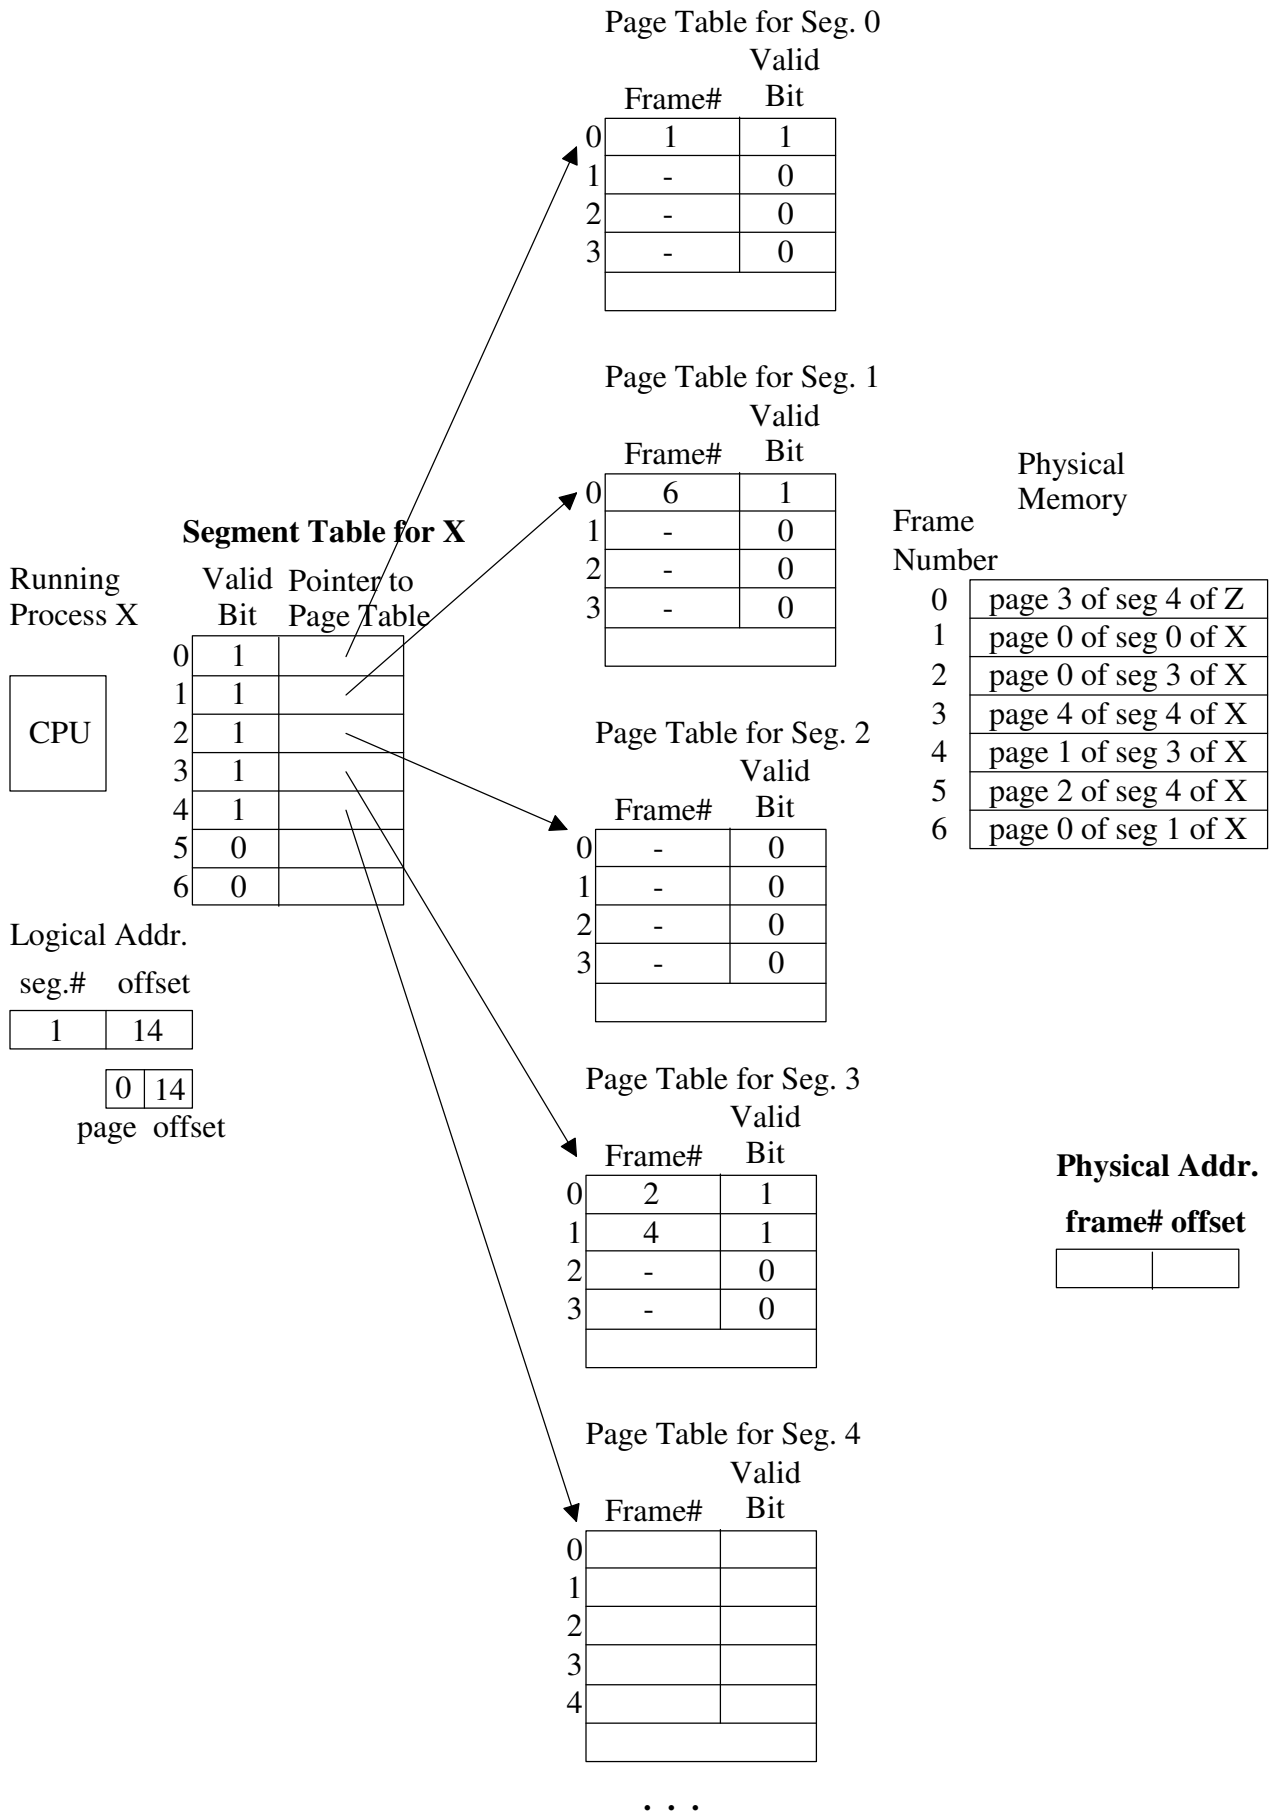 Page Table for Seg. 0
Valid
Frame# Bit
0 1 1
1 - 0
2 - 0
3 - 0
Page Table for Seg. 1
Valid
Frame# Bit
0 6 1
1 - 0
2 - 0
3 - 0
Segment Table for X
Running
Process X
CPU
Valid Pointer to
Bit Page Table
0 1
1 1
2 1
3 1
4 1
5 0
6 0
Logical Addr.
seg.# offset
1 14
0 14
page offset
Page Table for Seg. 2
Valid
Frame# Bit
0 - 0
1 - 0
2 - 0
3 - 0
Physical
Memory
Frame
Number
0 page 3 of seg 4 of Z
1 page 0 of seg 0 of X
2 page 0 of seg 3 of X
3 page 4 of seg 4 of X
4 page 1 of seg 3 of X
5 page 2 of seg 4 of X
6 page 0 of seg 1 of X
Page Table for Seg. 3
Valid
Frame# Bit
0 2 1
1 4 1
2 - 0
3 - 0
Physical Addr.
frame# offset
Page Table for Seg. 4
Valid
Frame# Bit
0
1
2
3
4
. . .